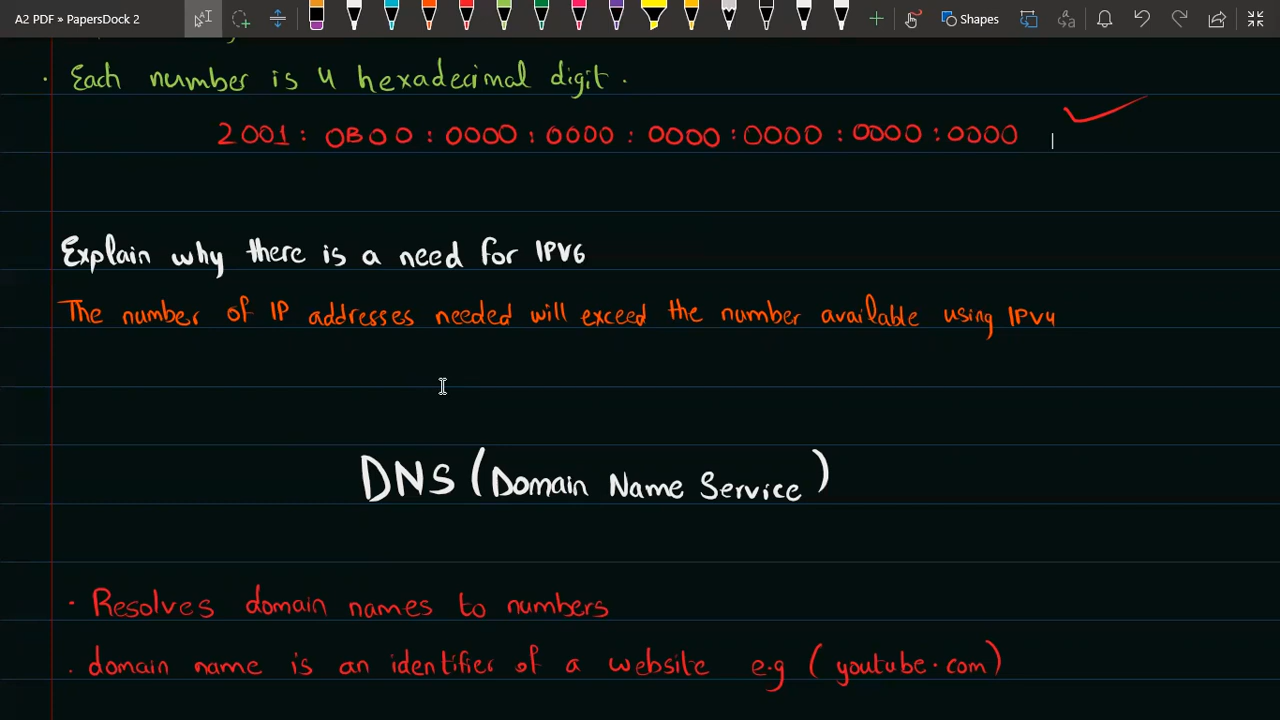 A2 PDF » PapersDock 2
Shapes
. Each number is 4 hexadecimal digit.
2001: 0B00: 0000: 0000: 0000:0000:0000:0000
Explain why there is a need for IPV6
The number of IP addresses needed will exceed the number available using IPV4
DNS (Domain Name Service)
. Resolves domain names to numbers
. domain name is an identifier of a website e.g (youtube.com)